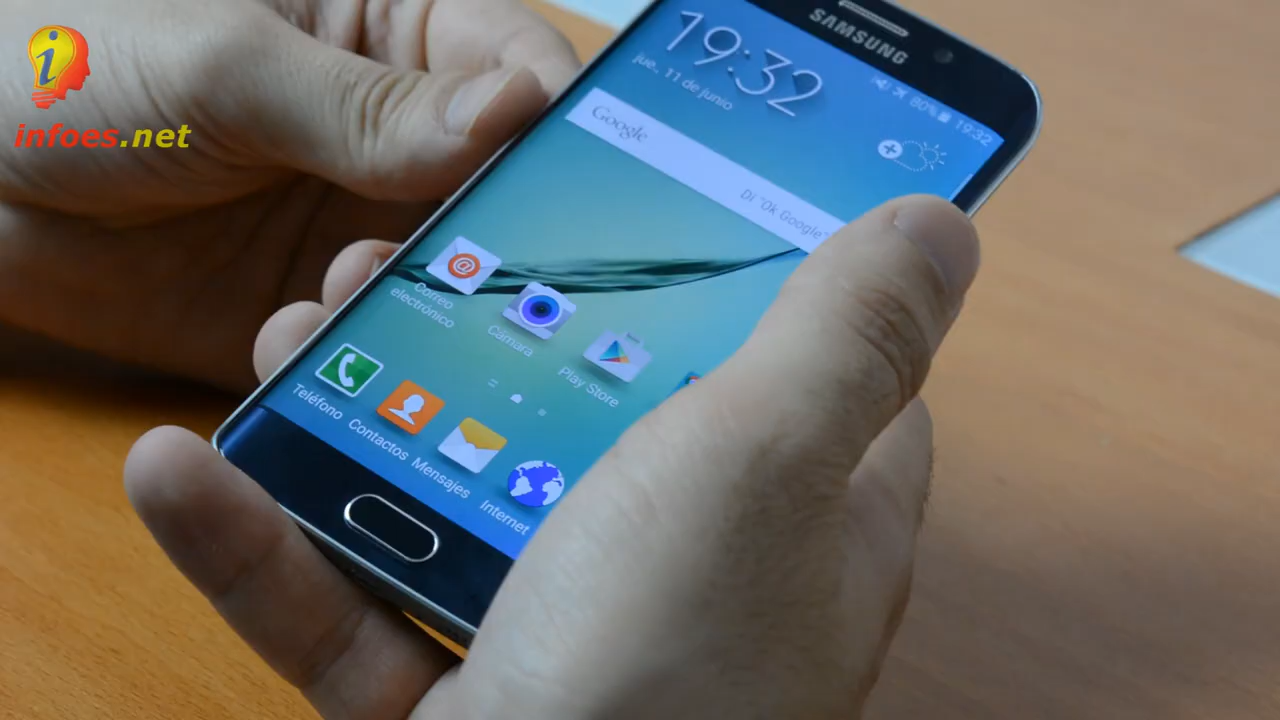 infoes.net
SAMSUNG
80% 19:32
19:32
jue., 11 de junio
Google
Di "Ok Google"
Correo
electrónico
Cámara
Play Store
Teléfono
Contactos
Mensajes
Internet